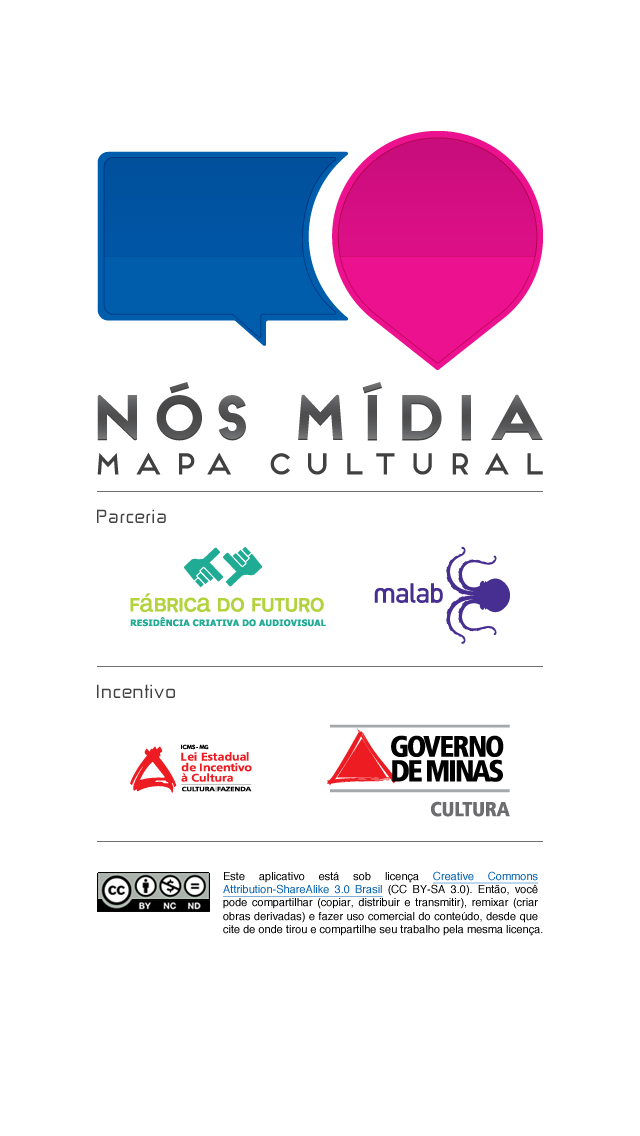 NÓS MÍDIA
MAPA CULTURAL
Parceria
FÁBRICA DO FUTURO
RESIDÊNCIA CRIATIVA DO AUDIOVISUAL
malab
Incentivo
ICMS-MG
Lei Estadual
de Incentivo
à Cultura
CULTURA|FAZENDA
GOVERNO
DE MINAS
CULTURA
cc
BY NC ND
Este aplicativo está sob licença Creative Commons
Attribution-ShareAlike 3.0 Brasil (CC BY-SA 3.0). Então, você
pode compartilhar (copiar, distribuir e transmitir), remixar (criar
obras derivadas) e fazer uso comercial do conteúdo, desde que
cite de onde tirou e compartilhe seu trabalho pela mesma licença.